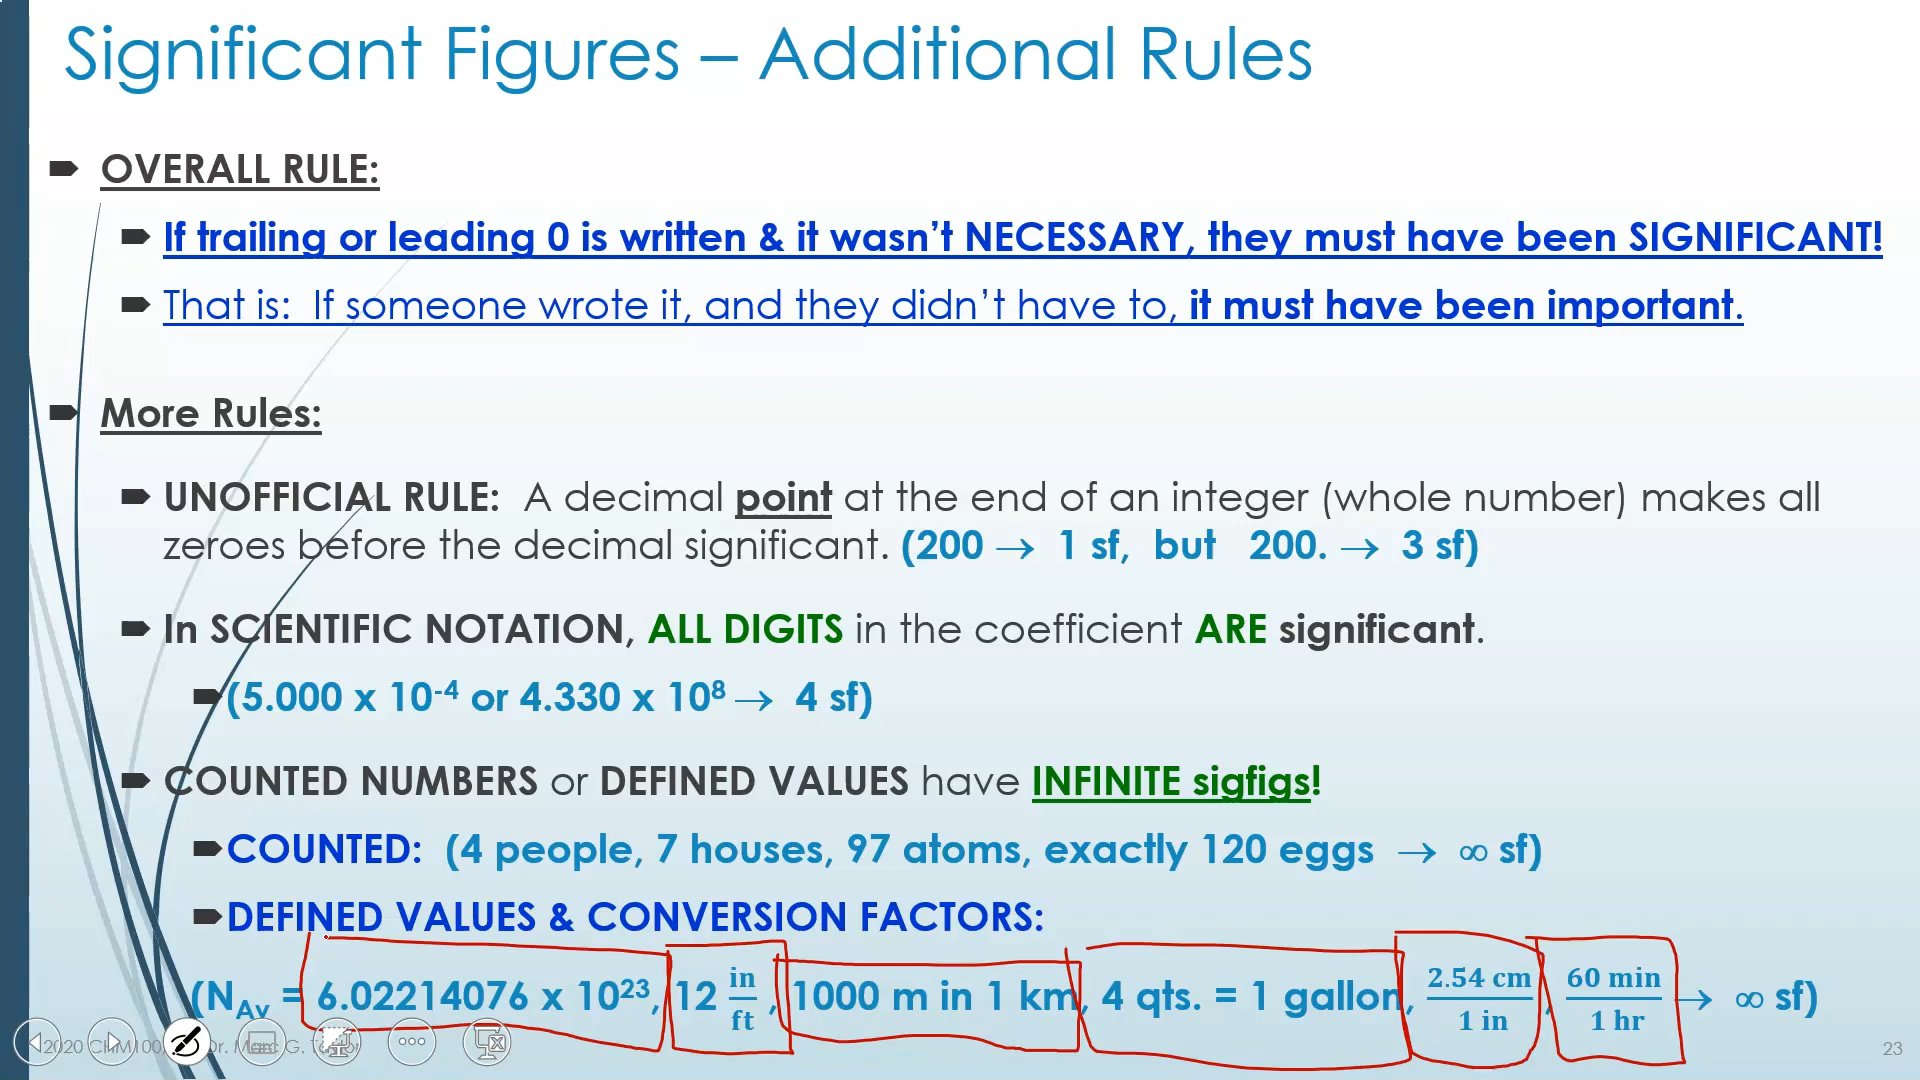 Significant Figures – Additional Rules
OVERALL RULE:
If trailing or leading 0 is written & it wasn't NECESSARY, they must have been SIGNIFICANT!
That is: If someone wrote it, and they didn't have to, it must have been important.
More Rules:
UNOFFICIAL RULE: A decimal point at the end of an integer (whole number) makes all
zeroes before the decimal significant. (200 → 1 sf, but 200. → 3 sf)
In SCIENTIFIC NOTATION, ALL DIGITS in the coefficient ARE significant.
(5.000 x 10⁻⁴ or 4.330 x 10⁸ → 4 sf)
COUNTED NUMBERS or DEFINED VALUES have INFINITE sigfigs!
COUNTED: (4 people, 7 houses, 97 atoms, exactly 120 eggs → ∞ sf)
DEFINED VALUES & CONVERSION FACTORS:
(N_Av = 6.02214076 x 10²³, 12 in/ft, 1000 m in 1 km, 4 qts. = 1 gallon, 2.54 cm/1 in, 60 min/1 hr → ∞ sf)
2020 CHM100, Dr. Marc G. 
23